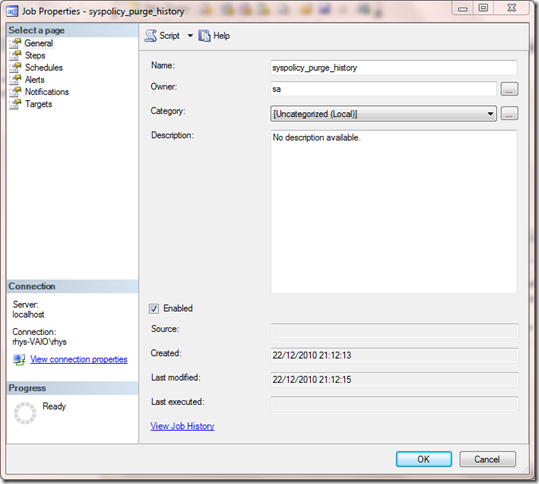 Job Properties - syspolicy_purge_history
Select a page
General
Steps
Schedules
Alerts
Notifications
Targets
Script
Help
Name:
syspolicy_purge_history
Owner:
sa
...
Category:
[Uncategorized (Local)]
...
Description:
No description available.
Enabled
Source:
Created:
22/12/2010 21:12:13
Last modified:
22/12/2010 21:12:15
Last executed:
View Job History
Connection
Server:
localhost
Connection:
rhys-VAIO\rhys
View connection properties
Progress
Ready
OK
Cancel